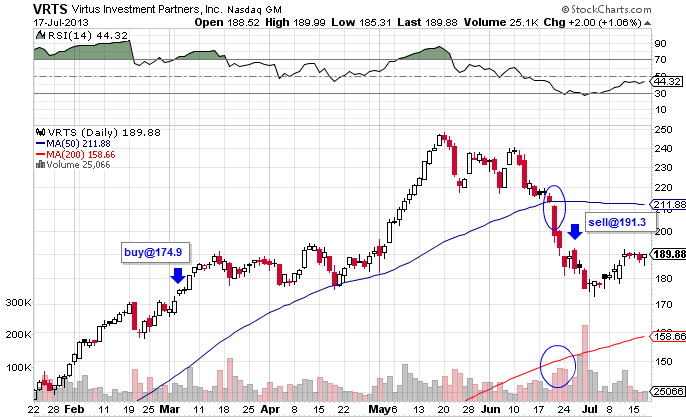 VRTS Virtus Investment Partners, Inc. Nasdaq GM © StockCharts.com
17-Jul-2013 Open 188.52 High 189.99 Low 185.31 Last 189.88 Volume 25.1K Chg +2.00 (+1.06%)
RSI(14) 44.32
90
70
50
44.32
30
10
VRTS (Daily) 189.88
MA(50) 211.88
MA(200) 158.66
Volume 25,066
250
240
230
220
211.88
200
189.88
180
170
158.66
150
25066
300K
200K
100K
buy@174.9
sell@191.3
22 28 Feb 11 19 25 Mar 11 18 25 Apr 8 15 22 May 6 13 20 28 Jun 10 17 24 Jul 8 15